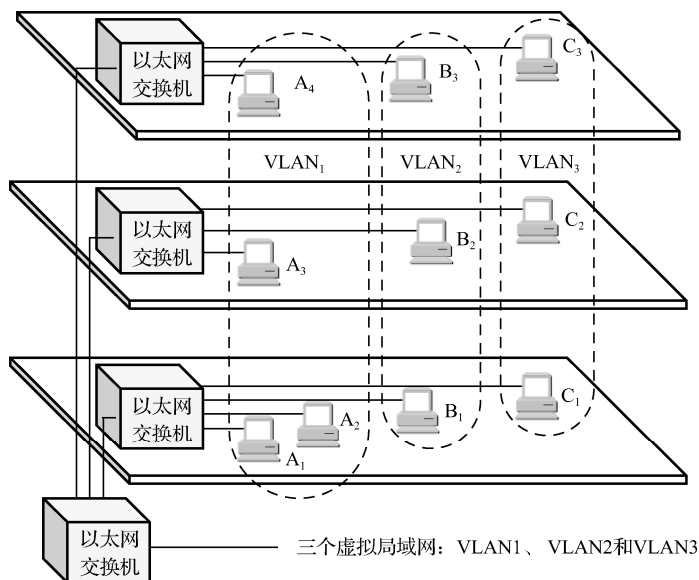 以太网
交换机
A4
B3
C3
VLAN1
VLAN2
VLAN3
以太网
交换机
A3
B2
C2
以太网
交换机
A1
A2
B1
C1
以太网
交换机
三个虚拟局域网：VLAN1、VLAN2和VLAN3